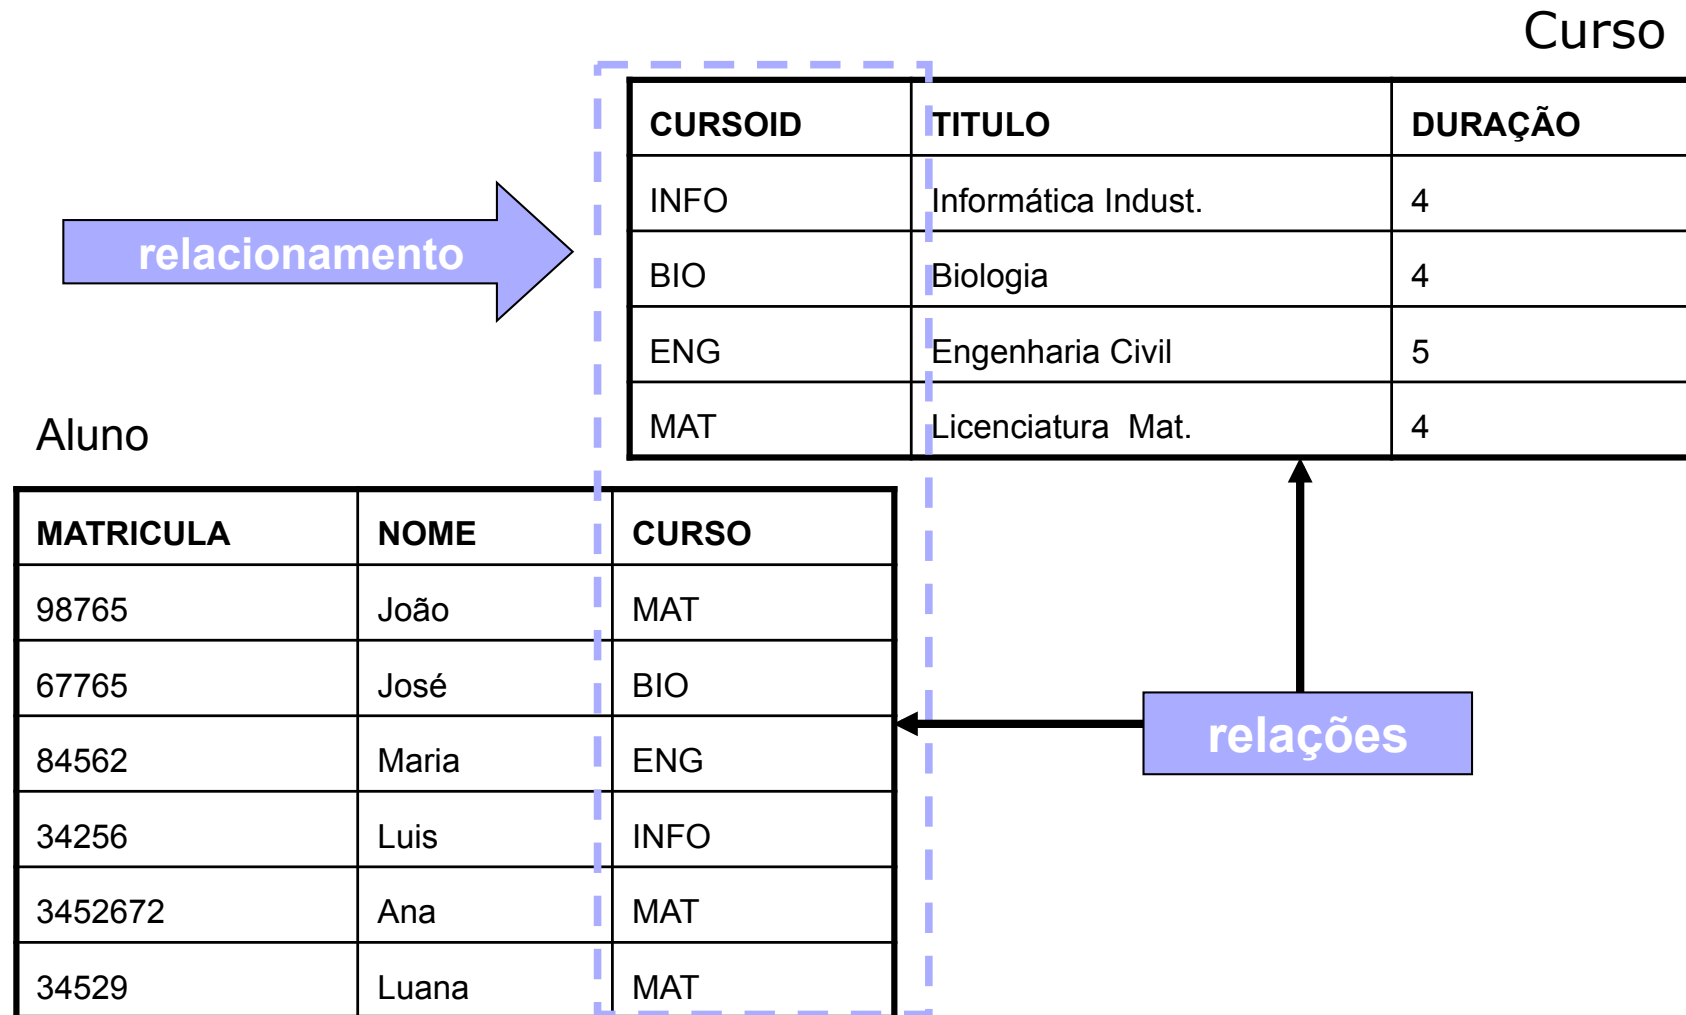 Curso
CURSOID TITULO DURAÇÃO
INFO Informática Indust. 4
relacionamento
BIO Biologia 4
ENG Engenharia Civil 5
MAT Licenciatura Mat. 4
Aluno
MATRICULA NOME CURSO
98765 João MAT
67765 José BIO
84562 Maria ENG
34256 Luis INFO
3452672 Ana MAT
34529 Luana MAT
relações